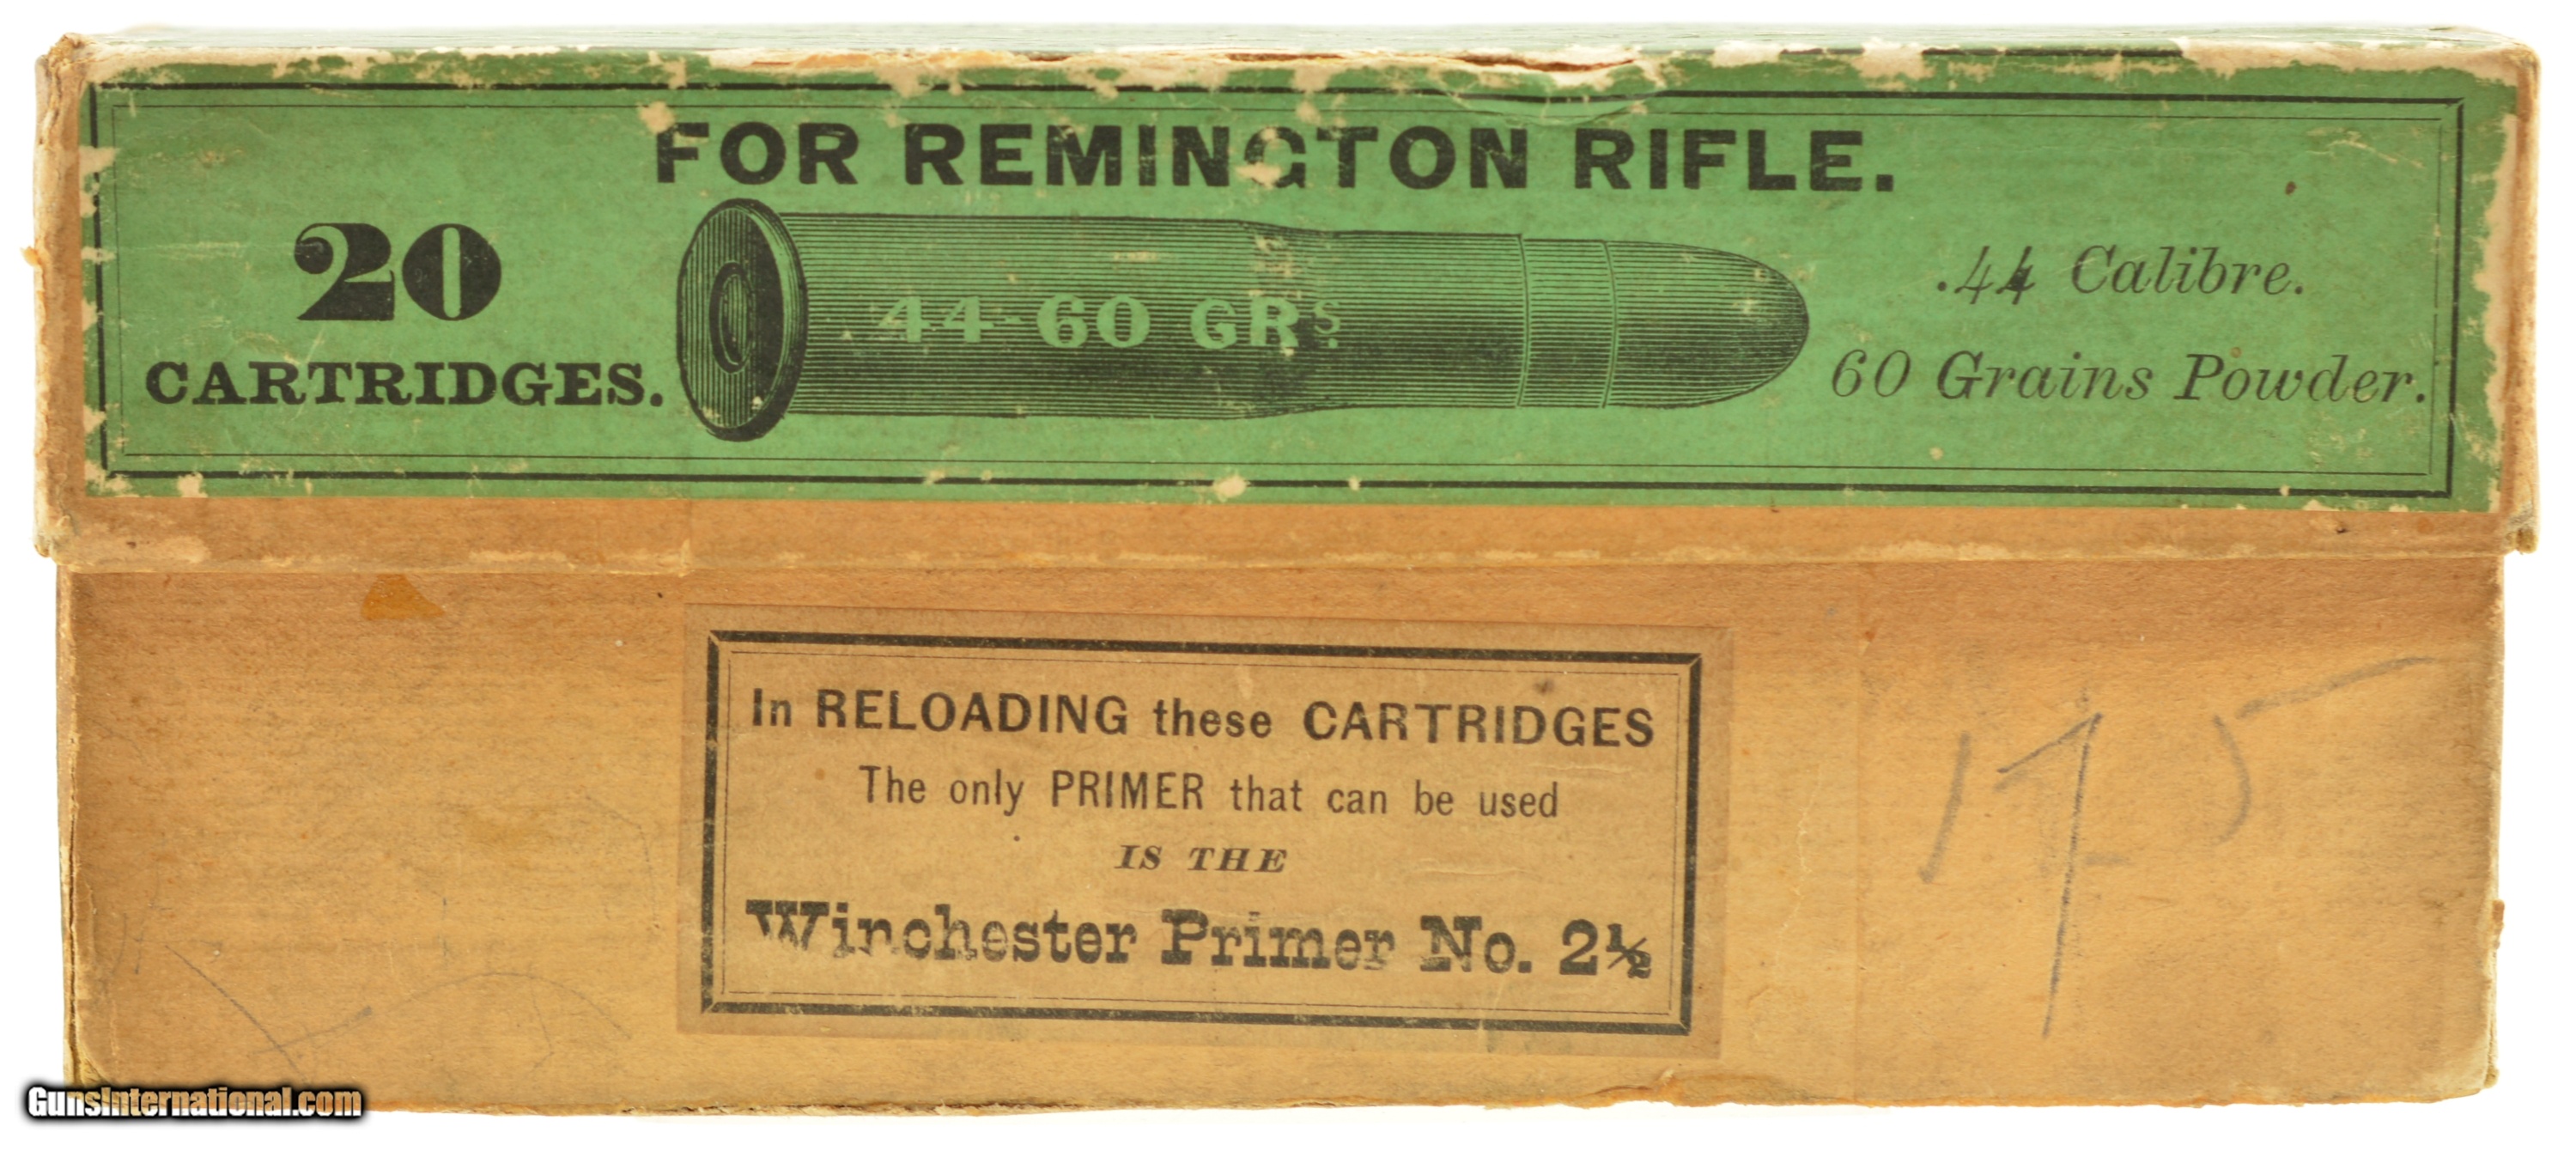 FOR REMINGTON RIFLE.
20
CARTRIDGES.
44-60 GRS.
.44 Calibre.
60 Grains Powder.
In RELOADING these CARTRIDGES
The only PRIMER that can be used
IS THE
Winchester Primer No. 2½
175
GunsInternational.com